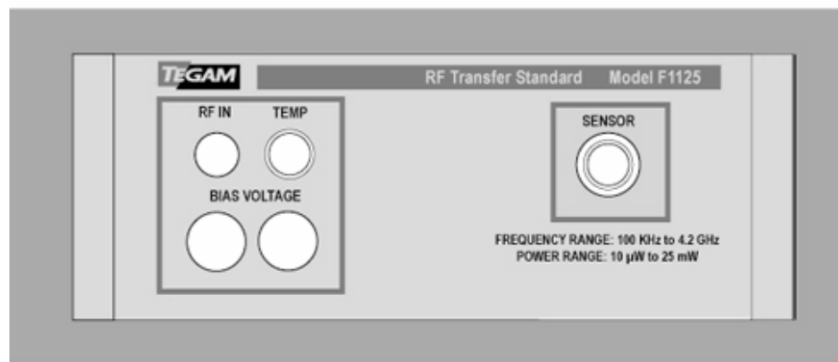 TEGAM
RF Transfer Standard Model F1125
RF IN TEMP
BIAS VOLTAGE
SENSOR
FREQUENCY RANGE: 100 KHz to 4.2 GHz
POWER RANGE: 10 µW to 25 mW